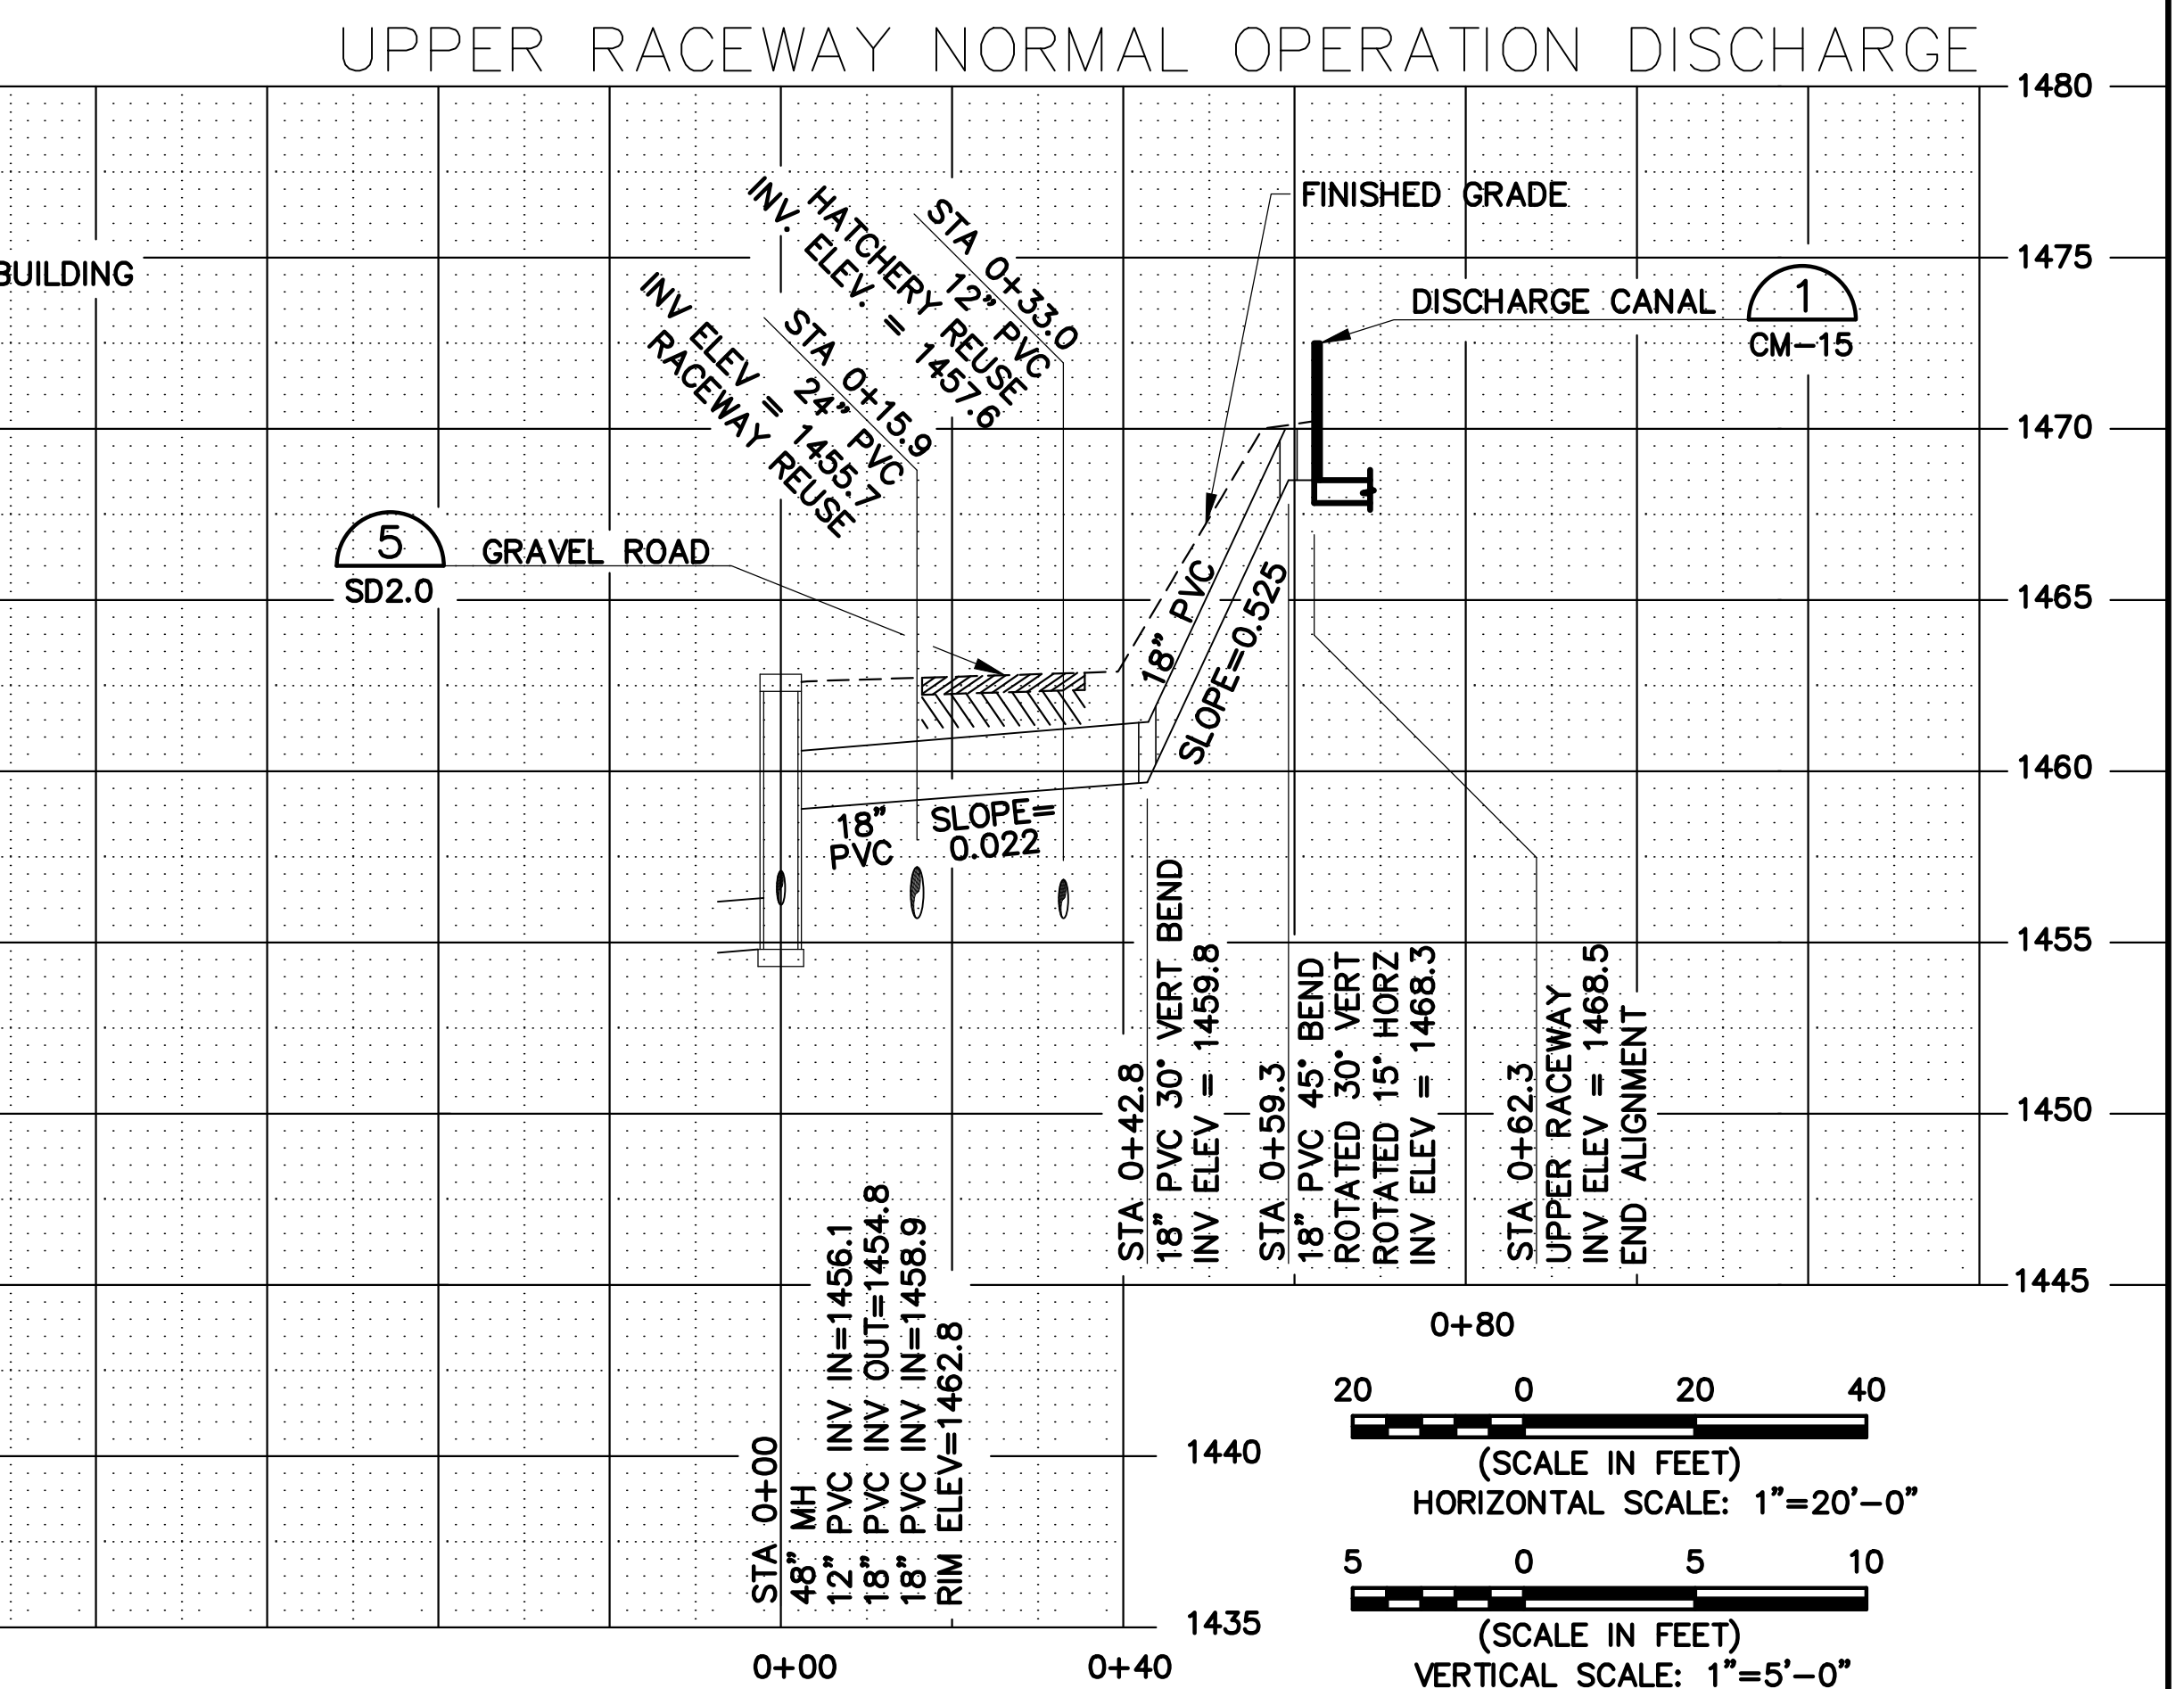 UPPER RACEWAY NORMAL OPERATION DISCHARGE
1480
1475
1470
1465
1460
1455
1450
1445
1440
1435
BUILDING
FINISHED GRADE
DISCHARGE CANAL
1
CM-15
STA 0+33.0
12" PVC
HATCHERY REUSE
INV. ELEV. = 1457.6
STA 0+15.9
24" PVC
INV ELEV = 1455.7
RACEWAY REUSE
5
SD2.0
GRAVEL ROAD
18" PVC
SLOPE=0.525
18"
PVC
SLOPE=
0.022
STA 0+42.8
18" PVC 30° VERT BEND
INV ELEV = 1459.8
STA 0+59.3
18" PVC 45° BEND
ROTATED 30° VERT
ROTATED 15° HORZ
INV ELEV = 1468.3
STA 0+62.3
UPPER RACEWAY
INV ELEV = 1468.5
END ALIGNMENT
STA 0+00
48" MH
12" PVC INV IN=1456.1
18" PVC INV OUT=1454.8
18" PVC INV IN=1458.9
RIM ELEV=1462.8
0+00
0+40
0+80
20 0 20 40
(SCALE IN FEET)
HORIZONTAL SCALE: 1"=20'-0"
5 0 5 10
(SCALE IN FEET)
VERTICAL SCALE: 1"=5'-0"